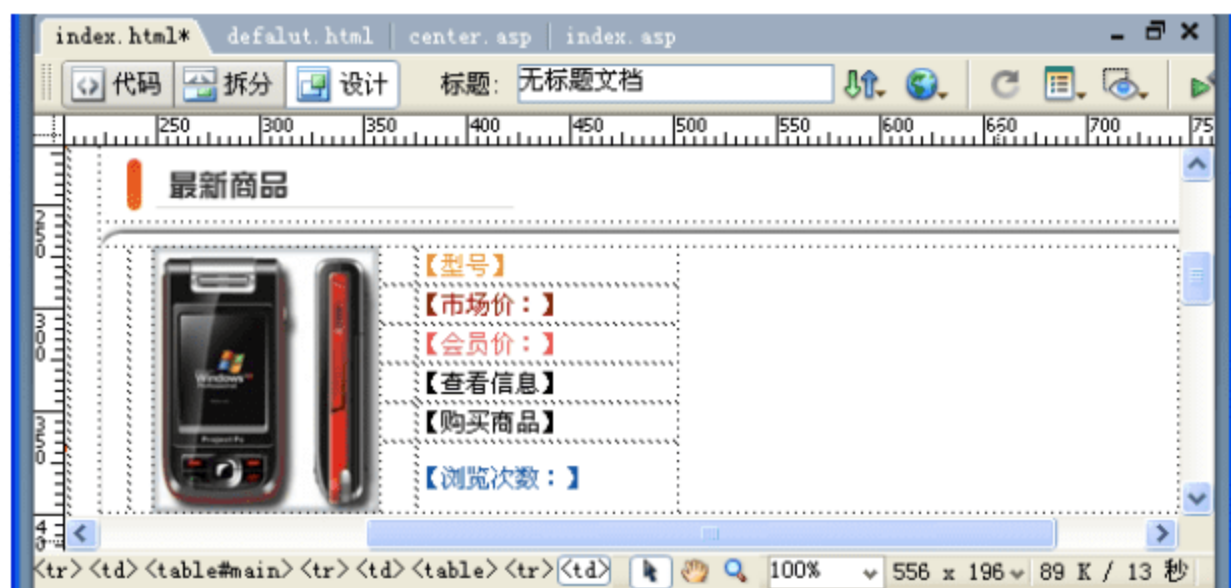 index.html* defalut.html center.asp index.asp
代码 拆分 设计 标题: 无标题文档
250 300 350 400 450 500 550 600 650 700 75
最新商品
【型号】
【市场价：】
【会员价：】
【查看信息】
【购买商品】
【浏览次数：】
Windows
<tr> <td> <table#main> <tr> <td> <table> <tr> <td> 100% 556 x 196 89 K / 13 秒